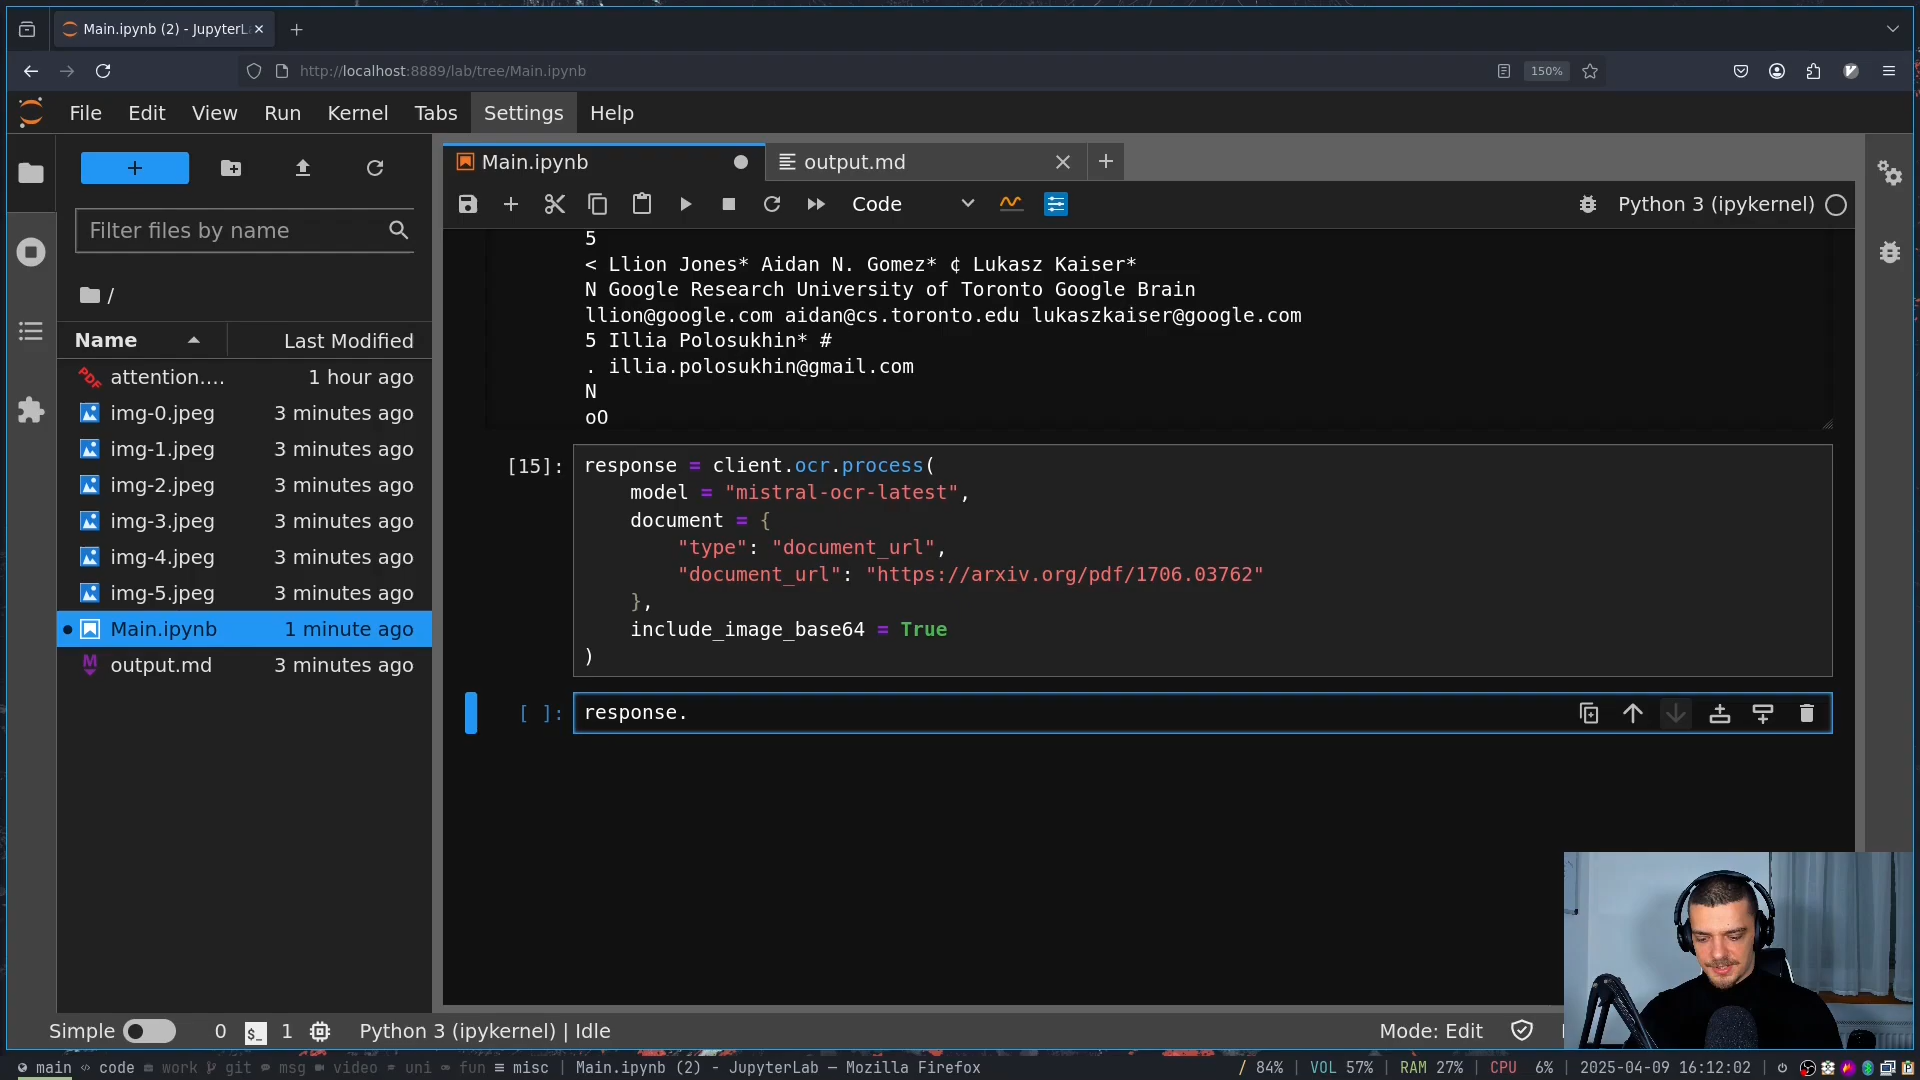 Main.ipynb (2) - JupyterL
http://localhost:8889/lab/tree/Main.ipynb
150%
File Edit View Run Kernel Tabs Settings Help
Main.ipynb
output.md
Code
Python 3 (ipykernel)
Filter files by name
/
Name Last Modified
attention.... 1 hour ago
img-0.jpeg 3 minutes ago
img-1.jpeg 3 minutes ago
img-2.jpeg 3 minutes ago
img-3.jpeg 3 minutes ago
img-4.jpeg 3 minutes ago
img-5.jpeg 3 minutes ago
Main.ipynb 1 minute ago
output.md 3 minutes ago
5
< Llion Jones* Aidan N. Gomez* ¢ Lukasz Kaiser*
N Google Research University of Toronto Google Brain
llion@google.com aidan@cs.toronto.edu lukaszkaiser@google.com
5 Illia Polosukhin* #
. illia.polosukhin@gmail.com
N
oO
[15]: response = client.ocr.process(
model = "mistral-ocr-latest",
document = {
"type": "document_url",
"document_url": "https://arxiv.org/pdf/1706.03762"
},
include_image_base64 = True
)
[ ]: response.
Simple 0 $_ 1 Python 3 (ipykernel) | Idle
Mode: Edit
main code work git msg video uni fun misc | Main.ipynb (2) - JupyterLab — Mozilla Firefox
/ 84% | VOL 57% | RAM 27% | CPU 6% | 2025-04-09 16:12:02